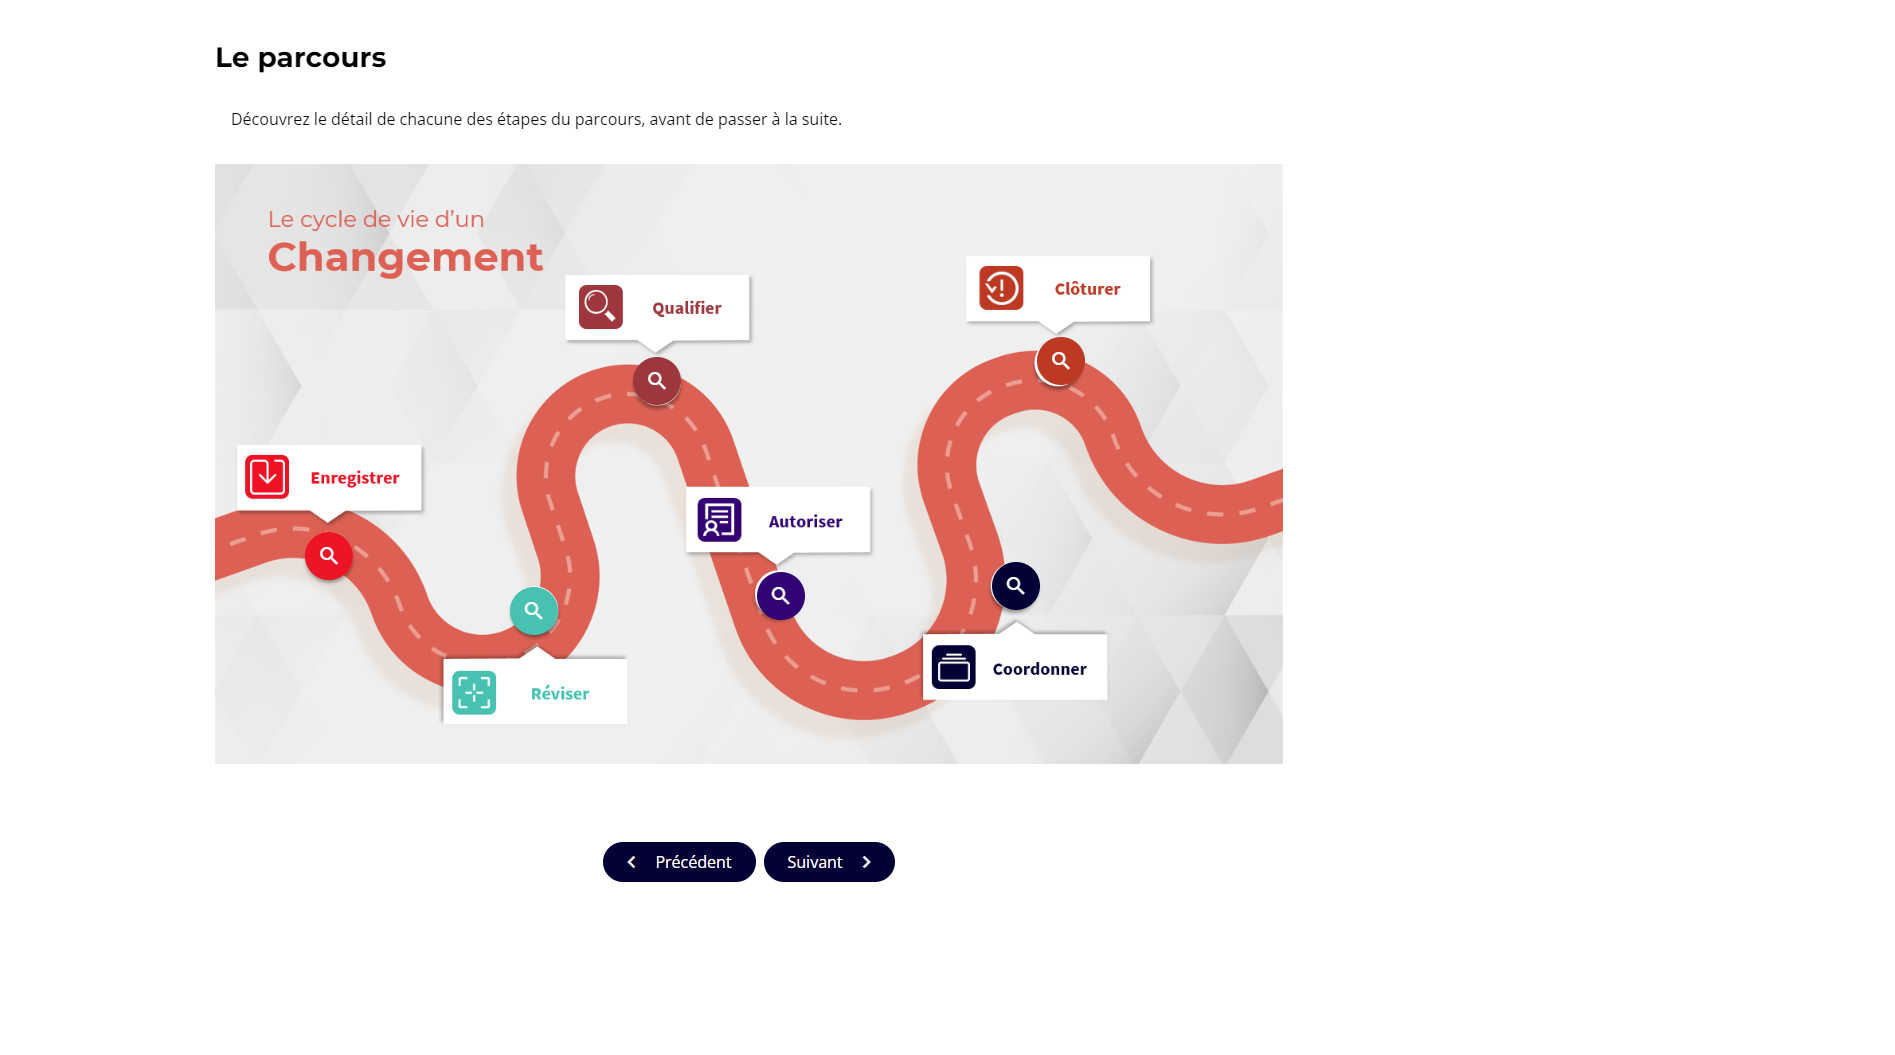 Le parcours
Découvrez le détail de chacune des étapes du parcours, avant de passer à la suite.
Le cycle de vie d’un
Changement
Enregistrer
Réviser
Qualifier
Autoriser
Coordonner
Clôturer
Précédent
Suivant